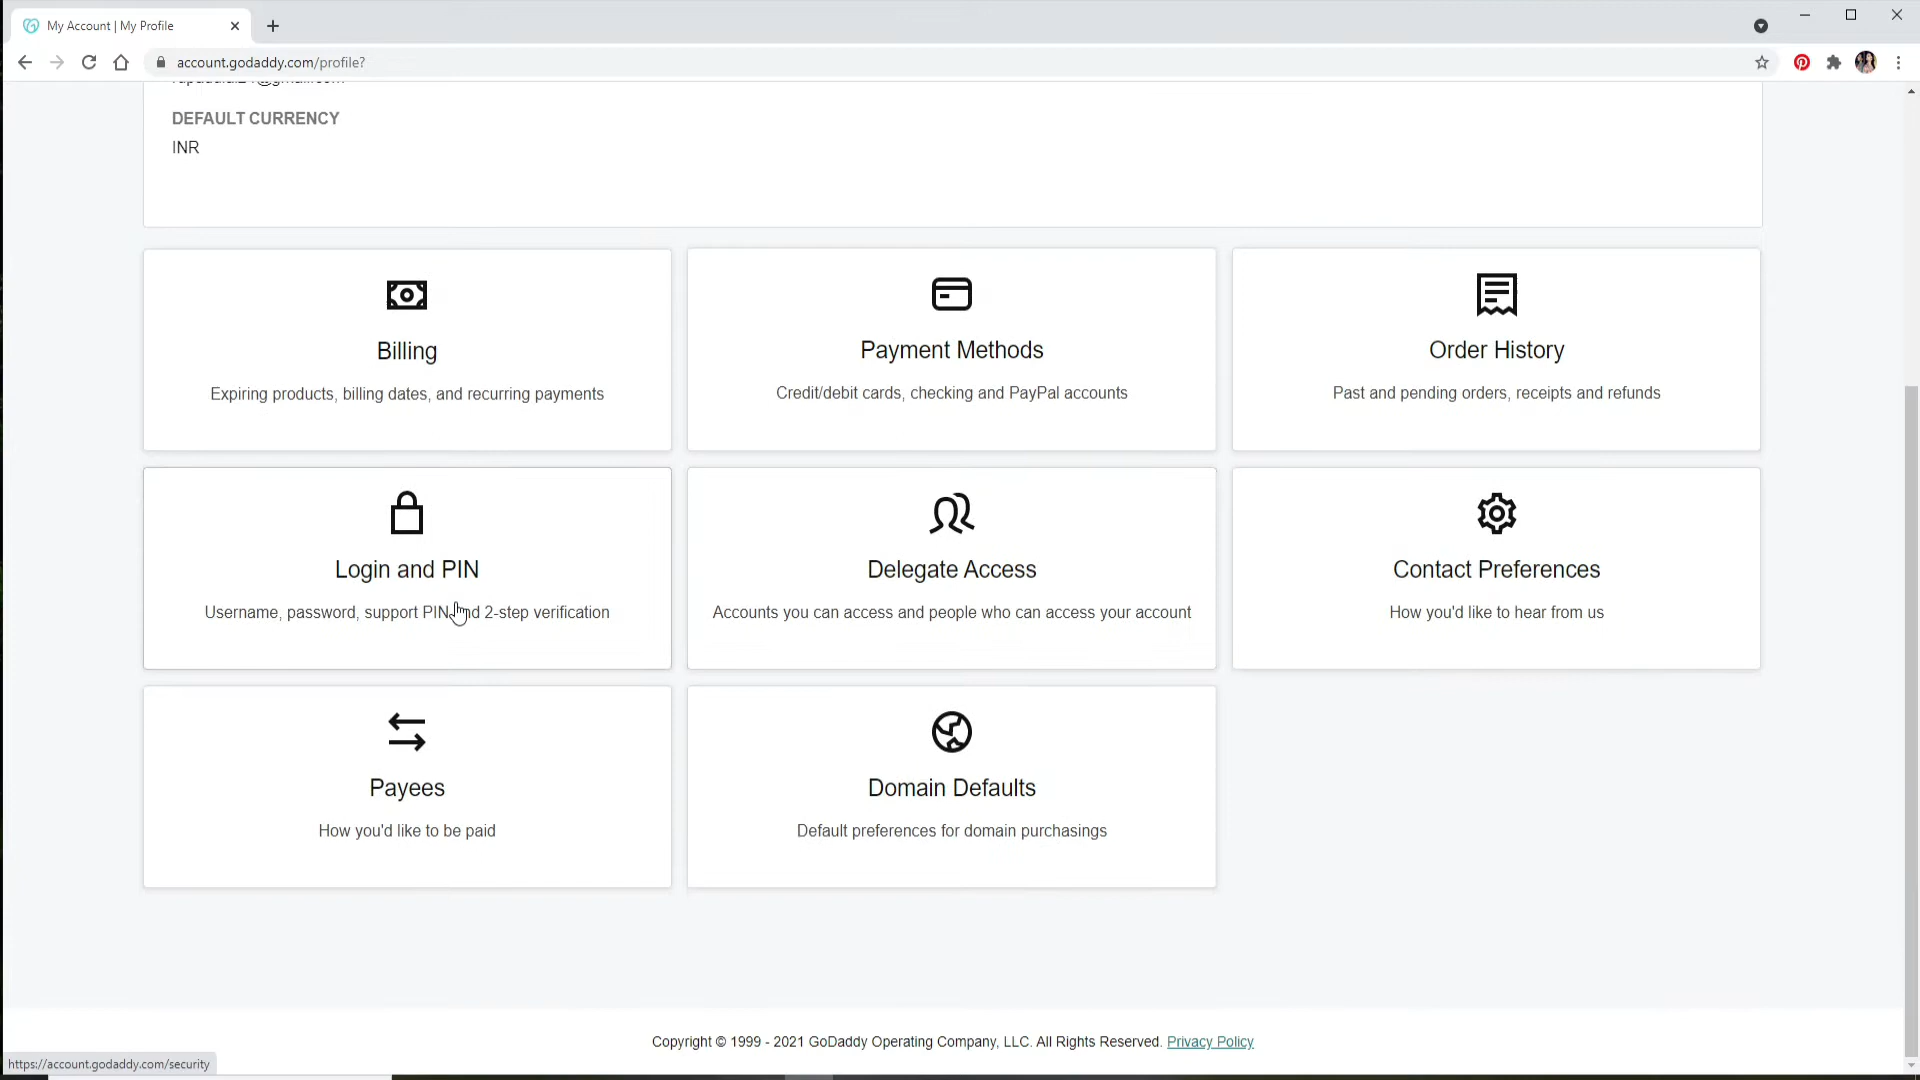 My Account | My Profile
account.godaddy.com/profile?
DEFAULT CURRENCY
INR
Billing
Expiring products, billing dates, and recurring payments
Payment Methods
Credit/debit cards, checking and PayPal accounts
Order History
Past and pending orders, receipts and refunds
Login and PIN
Username, password, support PIN and 2-step verification
Delegate Access
Accounts you can access and people who can access your account
Contact Preferences
How you'd like to hear from us
Payees
How you'd like to be paid
Domain Defaults
Default preferences for domain purchasings
Copyright © 1999 - 2021 GoDaddy Operating Company, LLC. All Rights Reserved. Privacy Policy
https://account.godaddy.com/security